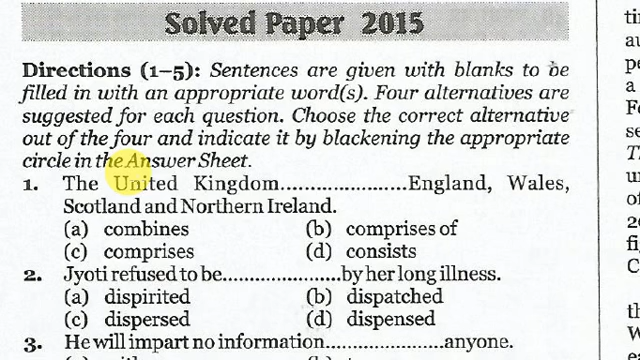 Solved Paper 2015
Directions (1–5): Sentences are given with blanks to be
filled in with an appropriate word(s). Four alternatives are
suggested for each question. Choose the correct alternative
out of the four and indicate it by blackening the appropriate
circle in the Answer Sheet.
1. The United Kingdom.....................England, Wales,
Scotland and Northern Ireland.
(a) combines (b) comprises of
(c) comprises (d) consists
2. Jyoti refused to be....................by her long illness.
(a) dispirited (b) dispatched
(c) dispersed (d) dispensed
3. He will impart no information....................anyone.